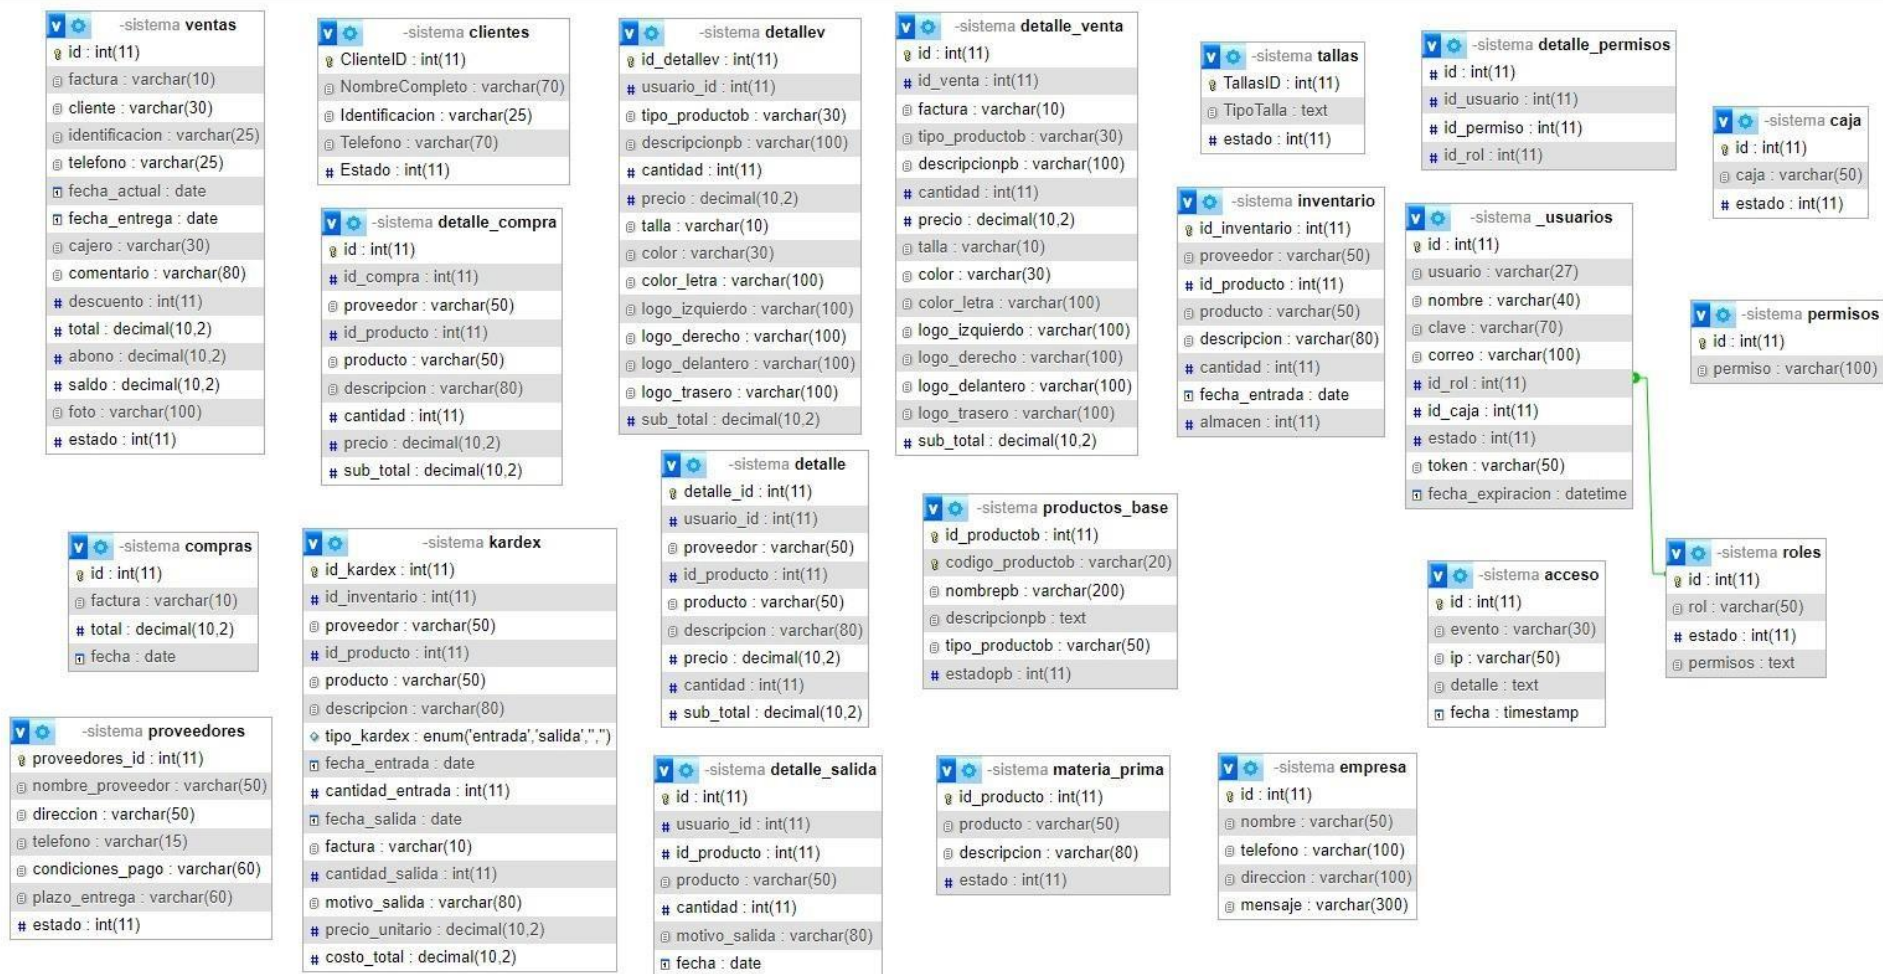 -sistema ventas
id : int(11)
factura : varchar(10)
cliente : varchar(30)
identificacion : varchar(25)
telefono : varchar(25)
fecha_actual : date
fecha_entrega : date
cajero : varchar(30)
comentario : varchar(80)
descuento : int(11)
total : decimal(10,2)
abono : decimal(10,2)
saldo : decimal(10,2)
foto : varchar(100)
estado : int(11)
-sistema clientes
ClienteID : int(11)
NombreCompleto : varchar(70)
Identificacion : varchar(25)
Telefono : varchar(70)
Estado : int(11)
-sistema detallev
id_detallev : int(11)
usuario_id : int(11)
tipo_productob : varchar(30)
descripcionpb : varchar(100)
cantidad : int(11)
precio : decimal(10,2)
talla : varchar(10)
color : varchar(30)
color_letra : varchar(100)
logo_izquierdo : varchar(100)
logo_derecho : varchar(100)
logo_delantero : varchar(100)
logo_trasero : varchar(100)
sub_total : decimal(10,2)
-sistema detalle_venta
id : int(11)
id_venta : int(11)
factura : varchar(10)
tipo_productob : varchar(30)
descripcionpb : varchar(100)
cantidad : int(11)
precio : decimal(10,2)
talla : varchar(10)
color : varchar(30)
color_letra : varchar(100)
logo_izquierdo : varchar(100)
logo_derecho : varchar(100)
logo_delantero : varchar(100)
logo_trasero : varchar(100)
sub_total : decimal(10,2)
-sistema tallas
TallasID : int(11)
TipoTalla : text
estado : int(11)
-sistema detalle_permisos
id : int(11)
id_usuario : int(11)
id_permiso : int(11)
id_rol : int(11)
-sistema caja
id : int(11)
caja : varchar(50)
estado : int(11)
-sistema detalle_compra
id : int(11)
id_compra : int(11)
proveedor : varchar(50)
id_producto : int(11)
producto : varchar(50)
descripcion : varchar(80)
cantidad : int(11)
precio : decimal(10,2)
sub_total : decimal(10,2)
-sistema inventario
id_inventario : int(11)
proveedor : varchar(50)
id_producto : int(11)
producto : varchar(50)
descripcion : varchar(80)
cantidad : int(11)
fecha_entrada : date
almacen : int(11)
-sistema _usuarios
id : int(11)
usuario : varchar(27)
nombre : varchar(40)
clave : varchar(70)
correo : varchar(100)
id_rol : int(11)
id_caja : int(11)
estado : int(11)
token : varchar(50)
fecha_expiracion : datetime
-sistema permisos
id : int(11)
permiso : varchar(100)
-sistema detalle
detalle_id : int(11)
usuario_id : int(11)
proveedor : varchar(50)
id_producto : int(11)
producto : varchar(50)
descripcion : varchar(80)
precio : decimal(10,2)
cantidad : int(11)
sub_total : decimal(10,2)
-sistema productos_base
id_productob : int(11)
codigo_productob : varchar(20)
nombrepb : varchar(200)
descripcionpb : text
tipo_productob : varchar(50)
estadopb : int(11)
-sistema compras
id : int(11)
factura : varchar(10)
total : decimal(10,2)
fecha : date
-sistema kardex
id_kardex : int(11)
id_inventario : int(11)
proveedor : varchar(50)
id_producto : int(11)
producto : varchar(50)
descripcion : varchar(80)
tipo_kardex : enum('entrada','salida','','')
fecha_entrada : date
cantidad_entrada : int(11)
fecha_salida : date
factura : varchar(10)
cantidad_salida : int(11)
motivo_salida : varchar(80)
precio_unitario : decimal(10,2)
costo_total : decimal(10,2)
-sistema acceso
id : int(11)
evento : varchar(30)
ip : varchar(50)
detalle : text
fecha : timestamp
-sistema roles
id : int(11)
rol : varchar(50)
estado : int(11)
permisos : text
-sistema proveedores
proveedores_id : int(11)
nombre_proveedor : varchar(50)
direccion : varchar(50)
telefono : varchar(15)
condiciones_pago : varchar(60)
plazo_entrega : varchar(60)
estado : int(11)
-sistema detalle_salida
id : int(11)
usuario_id : int(11)
id_producto : int(11)
producto : varchar(50)
cantidad : int(11)
motivo_salida : varchar(80)
fecha : date
-sistema materia_prima
id_producto : int(11)
producto : varchar(50)
descripcion : varchar(80)
estado : int(11)
-sistema empresa
id : int(11)
nombre : varchar(50)
telefono : varchar(100)
direccion : varchar(100)
mensaje : varchar(300)